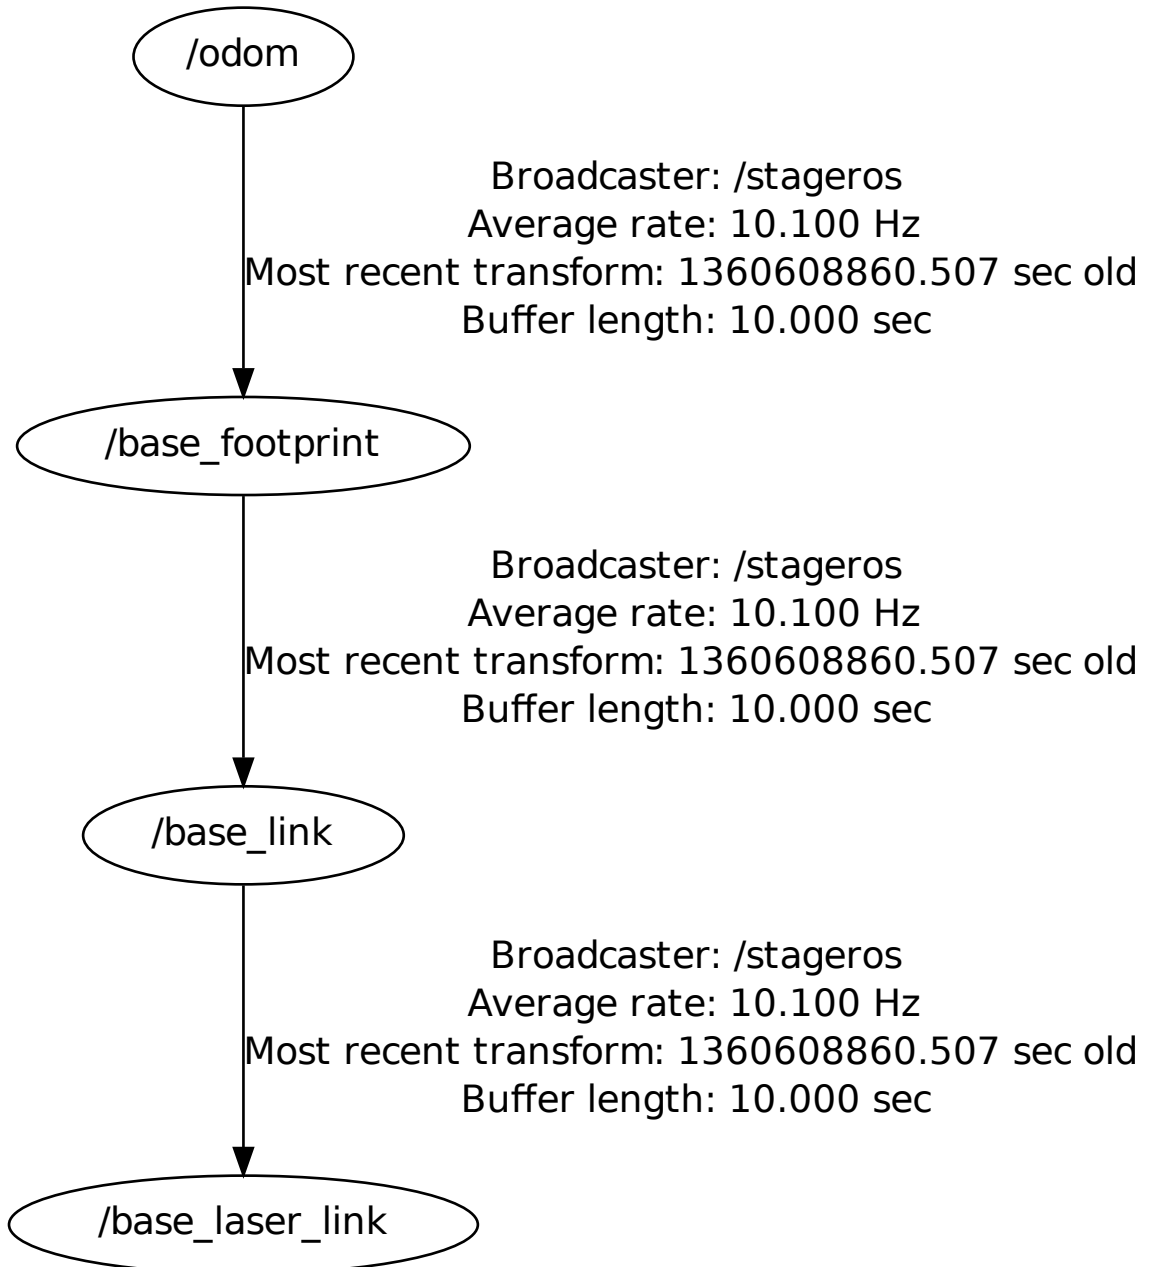 /odom
Broadcaster: /stageros
Average rate: 10.100 Hz
Most recent transform: 1360608860.507 sec old
Buffer length: 10.000 sec
/base_footprint
Broadcaster: /stageros
Average rate: 10.100 Hz
Most recent transform: 1360608860.507 sec old
Buffer length: 10.000 sec
/base_link
Broadcaster: /stageros
Average rate: 10.100 Hz
Most recent transform: 1360608860.507 sec old
Buffer length: 10.000 sec
/base_laser_link